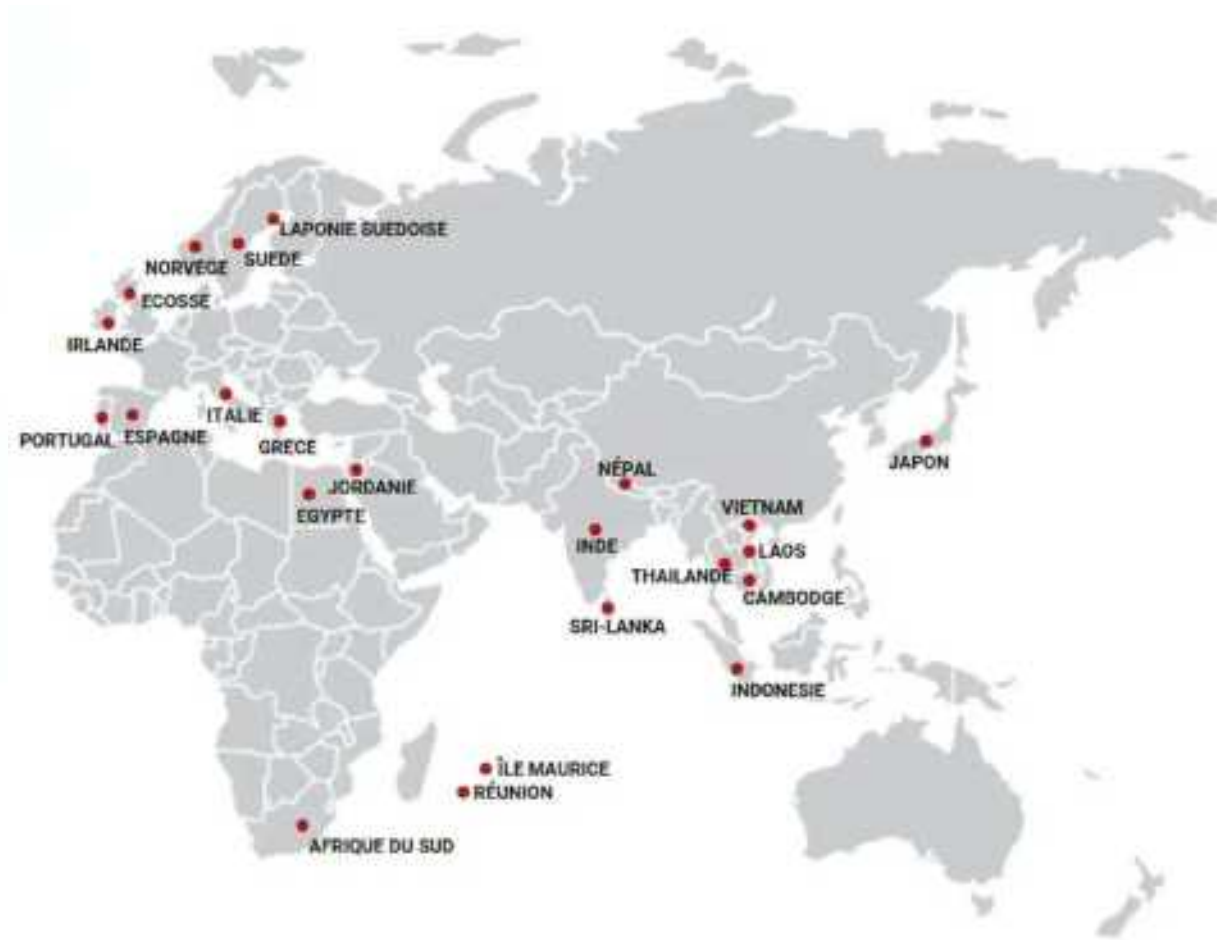 LAPONIE SUEDOISE
SUEDE
NORVÈGE
ECOSSE
IRLANDE
ITALIE
PORTUGAL
ESPAGNE
GRECE
JAPON
NÉPAL
JORDANIE
EGYPTE
VIETNAM
INDE
LAOS
THAILANDE
CAMBODGE
SRI-LANKA
INDONESIE
ÎLE MAURICE
RÉUNION
AFRIQUE DU SUD